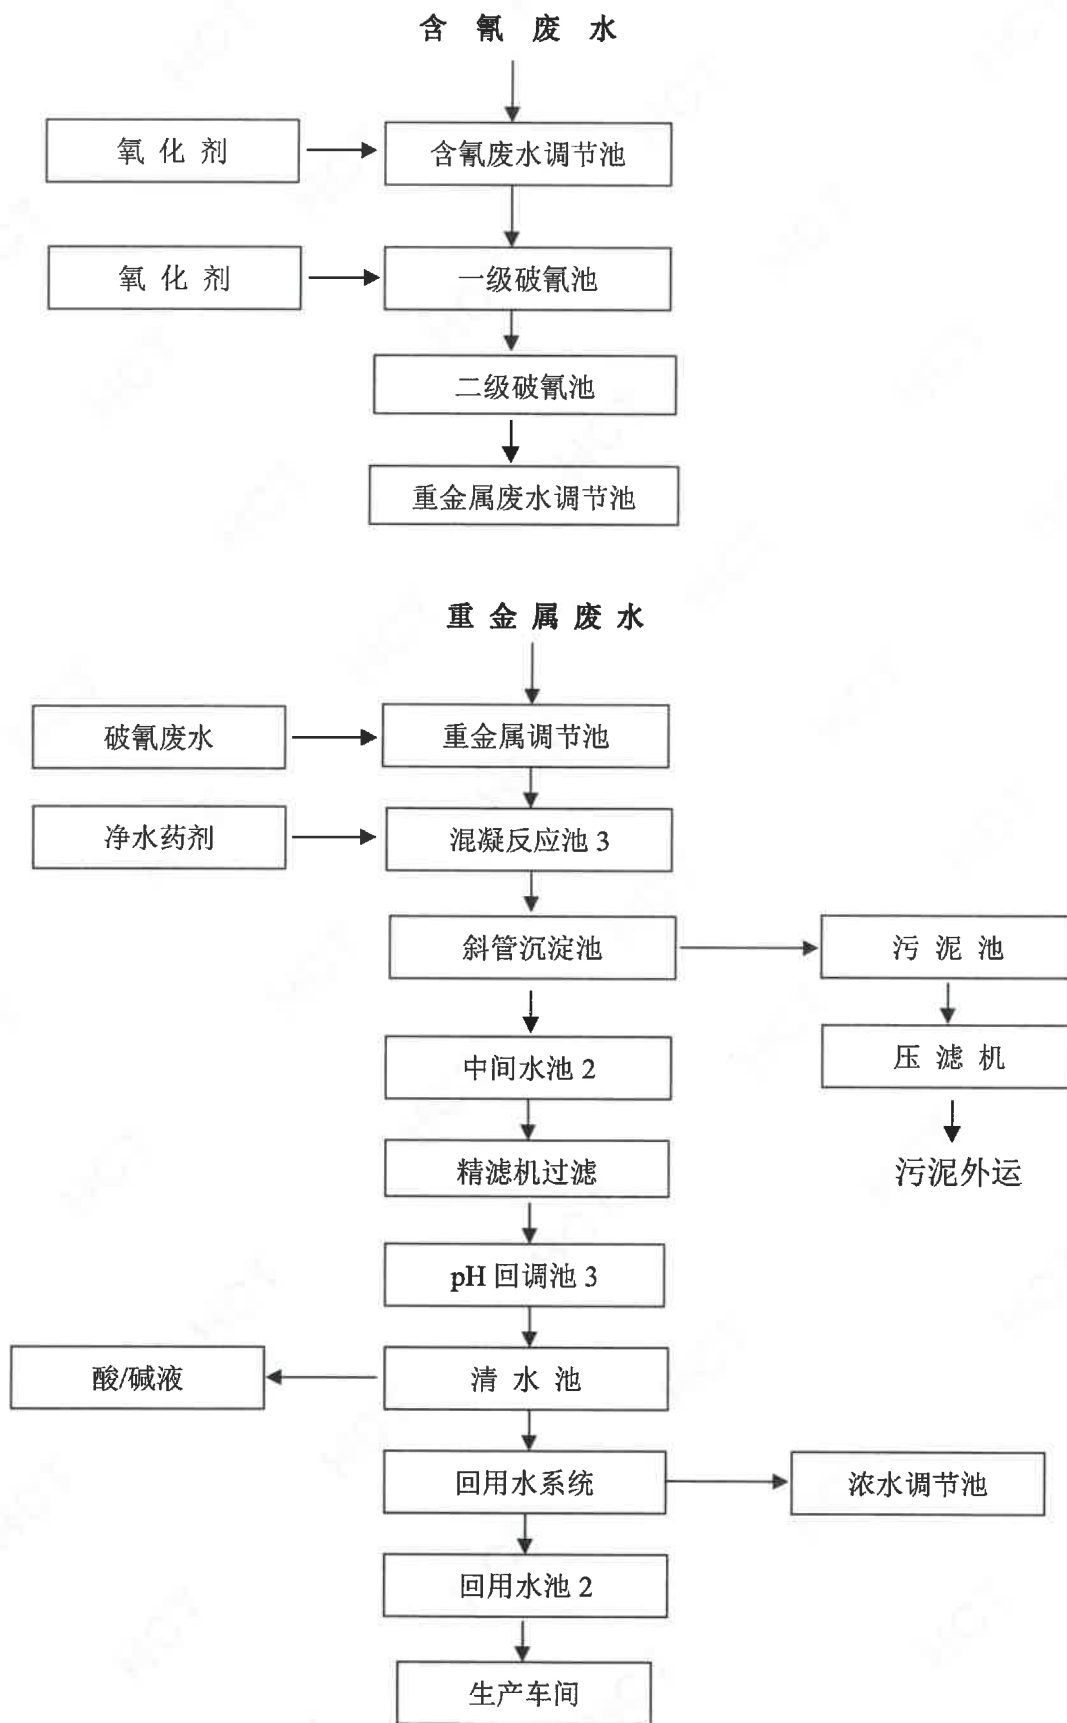 含 氰 废 水
氧 化 剂
含氰废水调节池
氧 化 剂
一级破氰池
二级破氰池
重金属废水调节池
重 金 属 废 水
破氰废水
重金属调节池
净水药剂
混凝反应池 3
斜管沉淀池
污 泥 池
中间水池 2
压 滤 机
精滤机过滤
污泥外运
pH 回调池 3
酸/碱液
清 水 池
回用水系统
浓水调节池
回用水池 2
生产车间